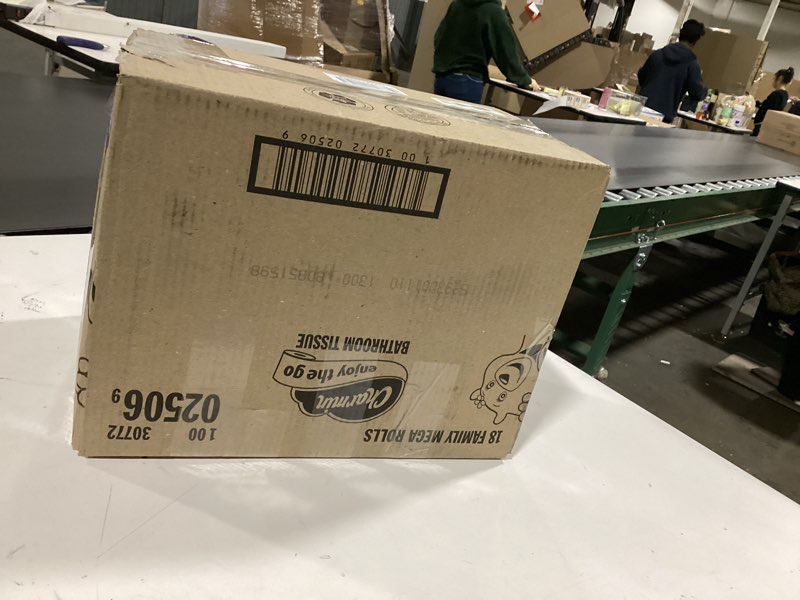 18 FAMILY MEGA ROLLS
1 00
30772
02506 9
Charmin
enjoy the go
BATHROOM TISSUE
1 00 30772 02506 9